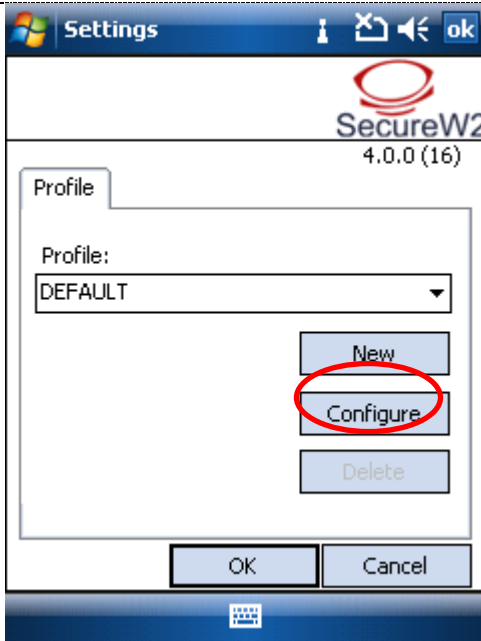 Settings
ok
SecureW2
4.0.0 (16)
Profile
Profile:
DEFAULT
New
Configure
Delete
OK
Cancel